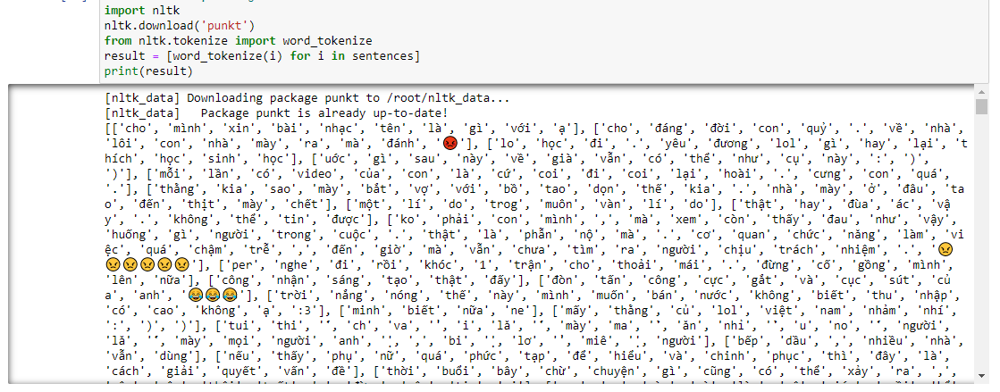 import nltk
nltk.download('punkt')
from nltk.tokenize import word_tokenize
result = [word_tokenize(i) for i in sentences]
print(result)
[nltk_data] Downloading package punkt to /root/nltk_data...
[nltk_data]   Package punkt is already up-to-date!
[['cho', 'mình', 'xin', 'bài', 'nhạc', 'tên', 'là', 'gì', 'với', 'ạ'], ['cho', 'đáng', 'đời', 'con', 'quỷ', '.', 'về', 'nhà',
'lôi', 'con', 'nhà', 'mày', 'ra', 'mà', 'đánh', '😡'], ['lo', 'học', 'đi', '.', 'yêu', 'đương', 'lol', 'gì', 'hay', 'lại', 't
hích', 'học', 'sinh', 'học'], ['uớc', 'gì', 'sau', 'này', 'về', 'già', 'vẫn', 'có', 'thể', 'như', 'cụ', 'này', ':', ')',
')'], ['mỗi', 'lần', 'có', 'video', 'của', 'con', 'là', 'cứ', 'coi', 'đi', 'coi', 'lại', 'hoài', '.', 'cưng', 'con', 'quá',
'.'], ['thằng', 'kia', 'sao', 'mày', 'bắt', 'vợ', 'với', 'bồ', 'tao', 'dọn', 'thế', 'kia', '.', 'nhà', 'mày', 'ở', 'đâu', 'ta
o', 'đến', 'thịt', 'mày', 'chết'], ['một', 'lí', 'do', 'trog', 'muôn', 'vàn', 'lí', 'do'], ['thật', 'hay', 'đùa', 'ác', 'vậ
y', '.', 'không', 'thể', 'tin', 'được'], ['ko', 'phải', 'con', 'mình', ',', 'mà', 'xem', 'còn', 'thấy', 'đau', 'như', 'vậy',
'huống', 'gì', 'người', 'trong', 'cuộc', '.', 'thật', 'là', 'phẫn', 'nộ', 'mà', '.', 'cơ', 'quan', 'chức', 'năng', 'làm', 'vi
ệc', 'quá', 'chậm', 'trễ', ',', 'đến', 'giờ', 'mà', 'vẫn', 'chưa', 'tìm', 'ra', 'người', 'chịu', 'trách', 'nhiệm', '.', '😠
😠😠😠😠😠'], ['per', 'nghe', 'đi', 'rồi', 'khóc', '1', 'trận', 'cho', 'thoải', 'mái', '.', 'đừng', 'cố', 'gồng', 'mình',
'lên', 'nữa'], ['công', 'nhận', 'sáng', 'tạo', 'thật', 'đấy'], ['đòn', 'tấn', 'công', 'cực', 'gắt', 'và', 'cục', 'sút', 'củ
a', 'anh', '😂😂😂'], ['trời', 'nắng', 'nóng', 'thế', 'này', 'mình', 'muốn', 'bán', 'nước', 'không', 'biết', 'thu', 'nhập',
'có', 'cao', 'không', 'ạ', ':3'], ['minh', 'biết', 'nữa', 'ne'], ['mấy', 'thằng', 'củ', 'lol', 'việt', 'nam', 'nhảm', 'nhí',
':', ')', ')'], ['tui', 'thi', 'ch', 'va', 'i', 'lă', 'mày', 'ma', 'ăn', 'nhi', 'u', 'no', 'người',
'lă', 'mày', 'mọi', 'người', 'anh', 'bi', 'lơ', 'miê', 'người'], ['bếp', 'dầu', ',', 'nhiều', 'nhà',
'vẫn', 'dùng'], ['nếu', 'thấy', 'phụ', 'nữ', 'quá', 'phức', 'tạp', 'để', 'hiểu', 'và', 'chinh', 'phục', 'thì', 'đây', 'là',
'cách', 'giải', 'quyết', 'vấn', 'đề'], ['thời', 'buổi', 'bây', 'chừ', 'chuyện', 'gì', 'cũng', 'có', 'thể', 'xảy', 'ra', ',',